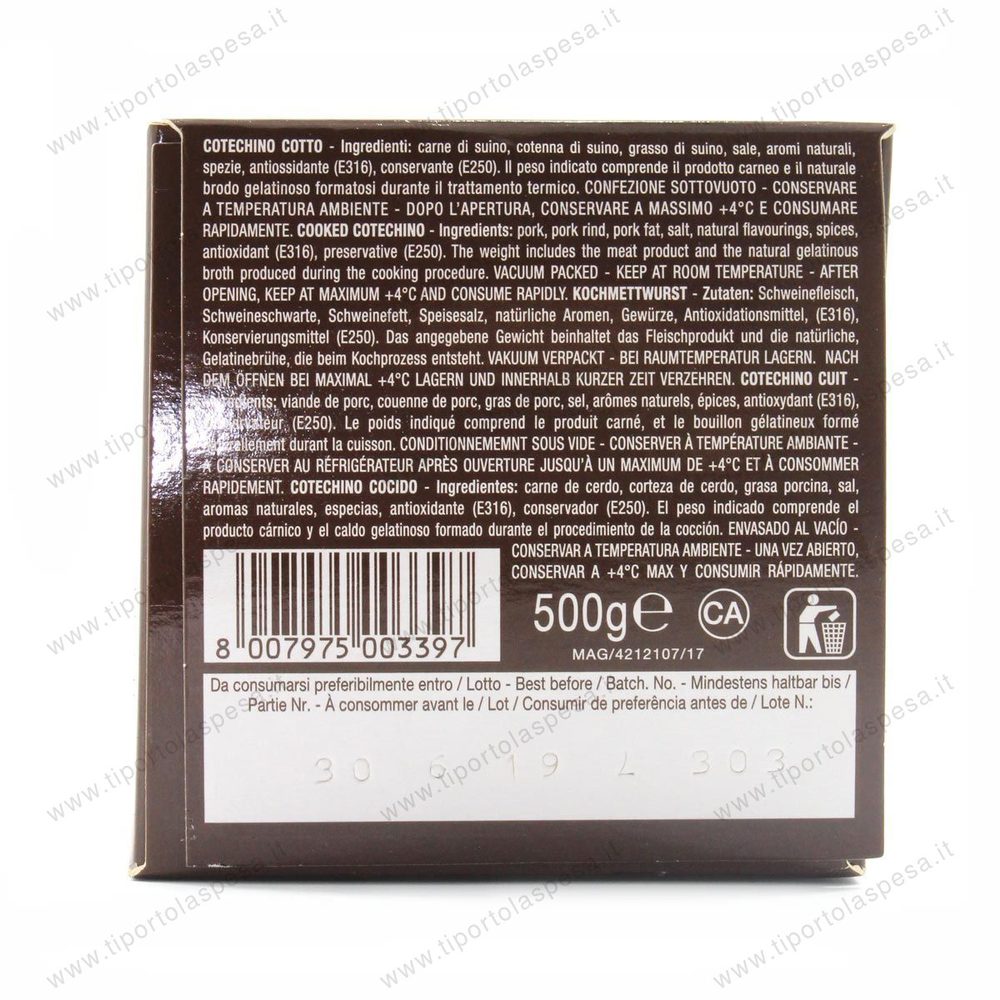 COTECHINO COTTO - Ingredienti: carne di suino, cotenna di suino, grasso di suino, sale, aromi naturali,
spezie, antiossidante (E316), conservante (E250). Il peso indicato comprende il prodotto carneo e il naturale
brodo gelatinoso formatosi durante il trattamento termico. CONFEZIONE SOTTOVUOTO - CONSERVARE
A TEMPERATURA AMBIENTE - DOPO L'APERTURA, CONSERVARE A MASSIMO +4°C E CONSUMARE
RAPIDAMENTE. COOKED COTECHINO - Ingredients: pork, pork rind, pork fat, salt, natural flavourings, spices,
antioxidant (E316), preservative (E250). The weight includes the meat product and the natural gelatinous
broth produced during the cooking procedure. VACUUM PACKED - KEEP AT ROOM TEMPERATURE - AFTER
OPENING, KEEP AT MAXIMUM +4°C AND CONSUME RAPIDLY. KOCHMETTWURST - Zutaten: Schweinefleisch,
Schweineschwarte, Schweinefett, Speisesalz, natürliche Aromen, Gewürze, Antioxidationsmittel, (E316),
Konservierungsmittel (E250). Das angegebene Gewicht beinhaltet das Fleischprodukt und die natürliche,
Gelatinebrühe, die beim Kochprozess entsteht. VAKUUM VERPACKT - BEI RAUMTEMPERATUR LAGERN. NACH
DEM ÖFFNEN BEI MAXIMAL +4°C LAGERN UND INNERHALB KURZER ZEIT VERZEHREN. COTECHINO CUIT -
viande de porc, couenne de porc, gras de porc, sel, arômes naturels, épices, antioxydant (E316),
(E250). Le poids indiqué comprend le produit carné, et le bouillon gélatineux formé
durant la cuisson. CONDITIONNEMEMNT SOUS VIDE - CONSERVER À TEMPÉRATURE AMBIANTE -
A CONSERVER AU RÉFRIGÉRATEUR APRÈS OUVERTURE JUSQU'À UN MAXIMUM DE +4°C ET À CONSOMMER
RAPIDEMENT. COTECHINO COCIDO - Ingredientes: carne de cerdo, corteza de cerdo, grasa porcina, sal,
aromas naturales, especias, antioxidante (E316), conservador (E250). El peso indicado comprende el
producto cárnico y el caldo gelatinoso formado durante el procedimiento de la cocción. ENVASADO AL VACÍO -
CONSERVAR A TEMPERATURA AMBIENTE - UNA VEZ ABIERTO,
CONSERVAR A +4°C MAX Y CONSUMIR RÁPIDAMENTE.
8 007975 003397
500g e
CA
MAG/4212107/17
Da consumarsi preferibilmente entro / Lotto - Best before / Batch. No. - Mindestens haltbar bis /
Partie Nr. - À consommer avant le / Lot / Consumir de preferência antes de / Lote N.:
30 6 19 L 303
www.tiportolaspesa.it